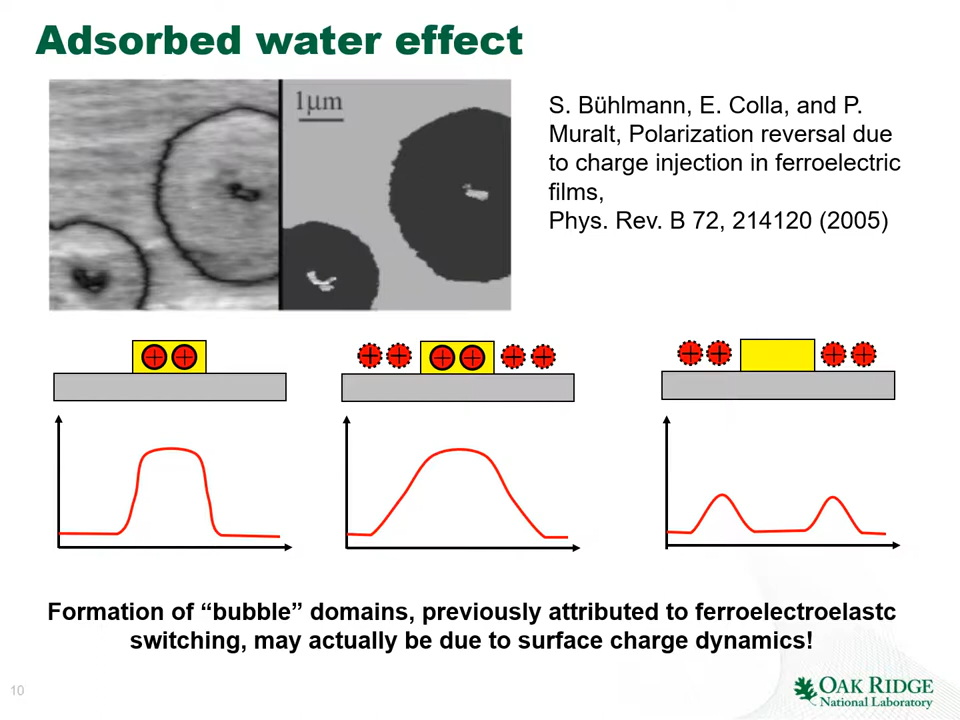 Adsorbed water effect
1μm
S. Bühlmann, E. Colla, and P.
Muralt, Polarization reversal due
to charge injection in ferroelectric
films,
Phys. Rev. B 72, 214120 (2005)
+ +
+ + + + + +
+ + + +
Formation of “bubble” domains, previously attributed to ferroelectroelastc
switching, may actually be due to surface charge dynamics!
10
OAK RIDGE
National Laboratory